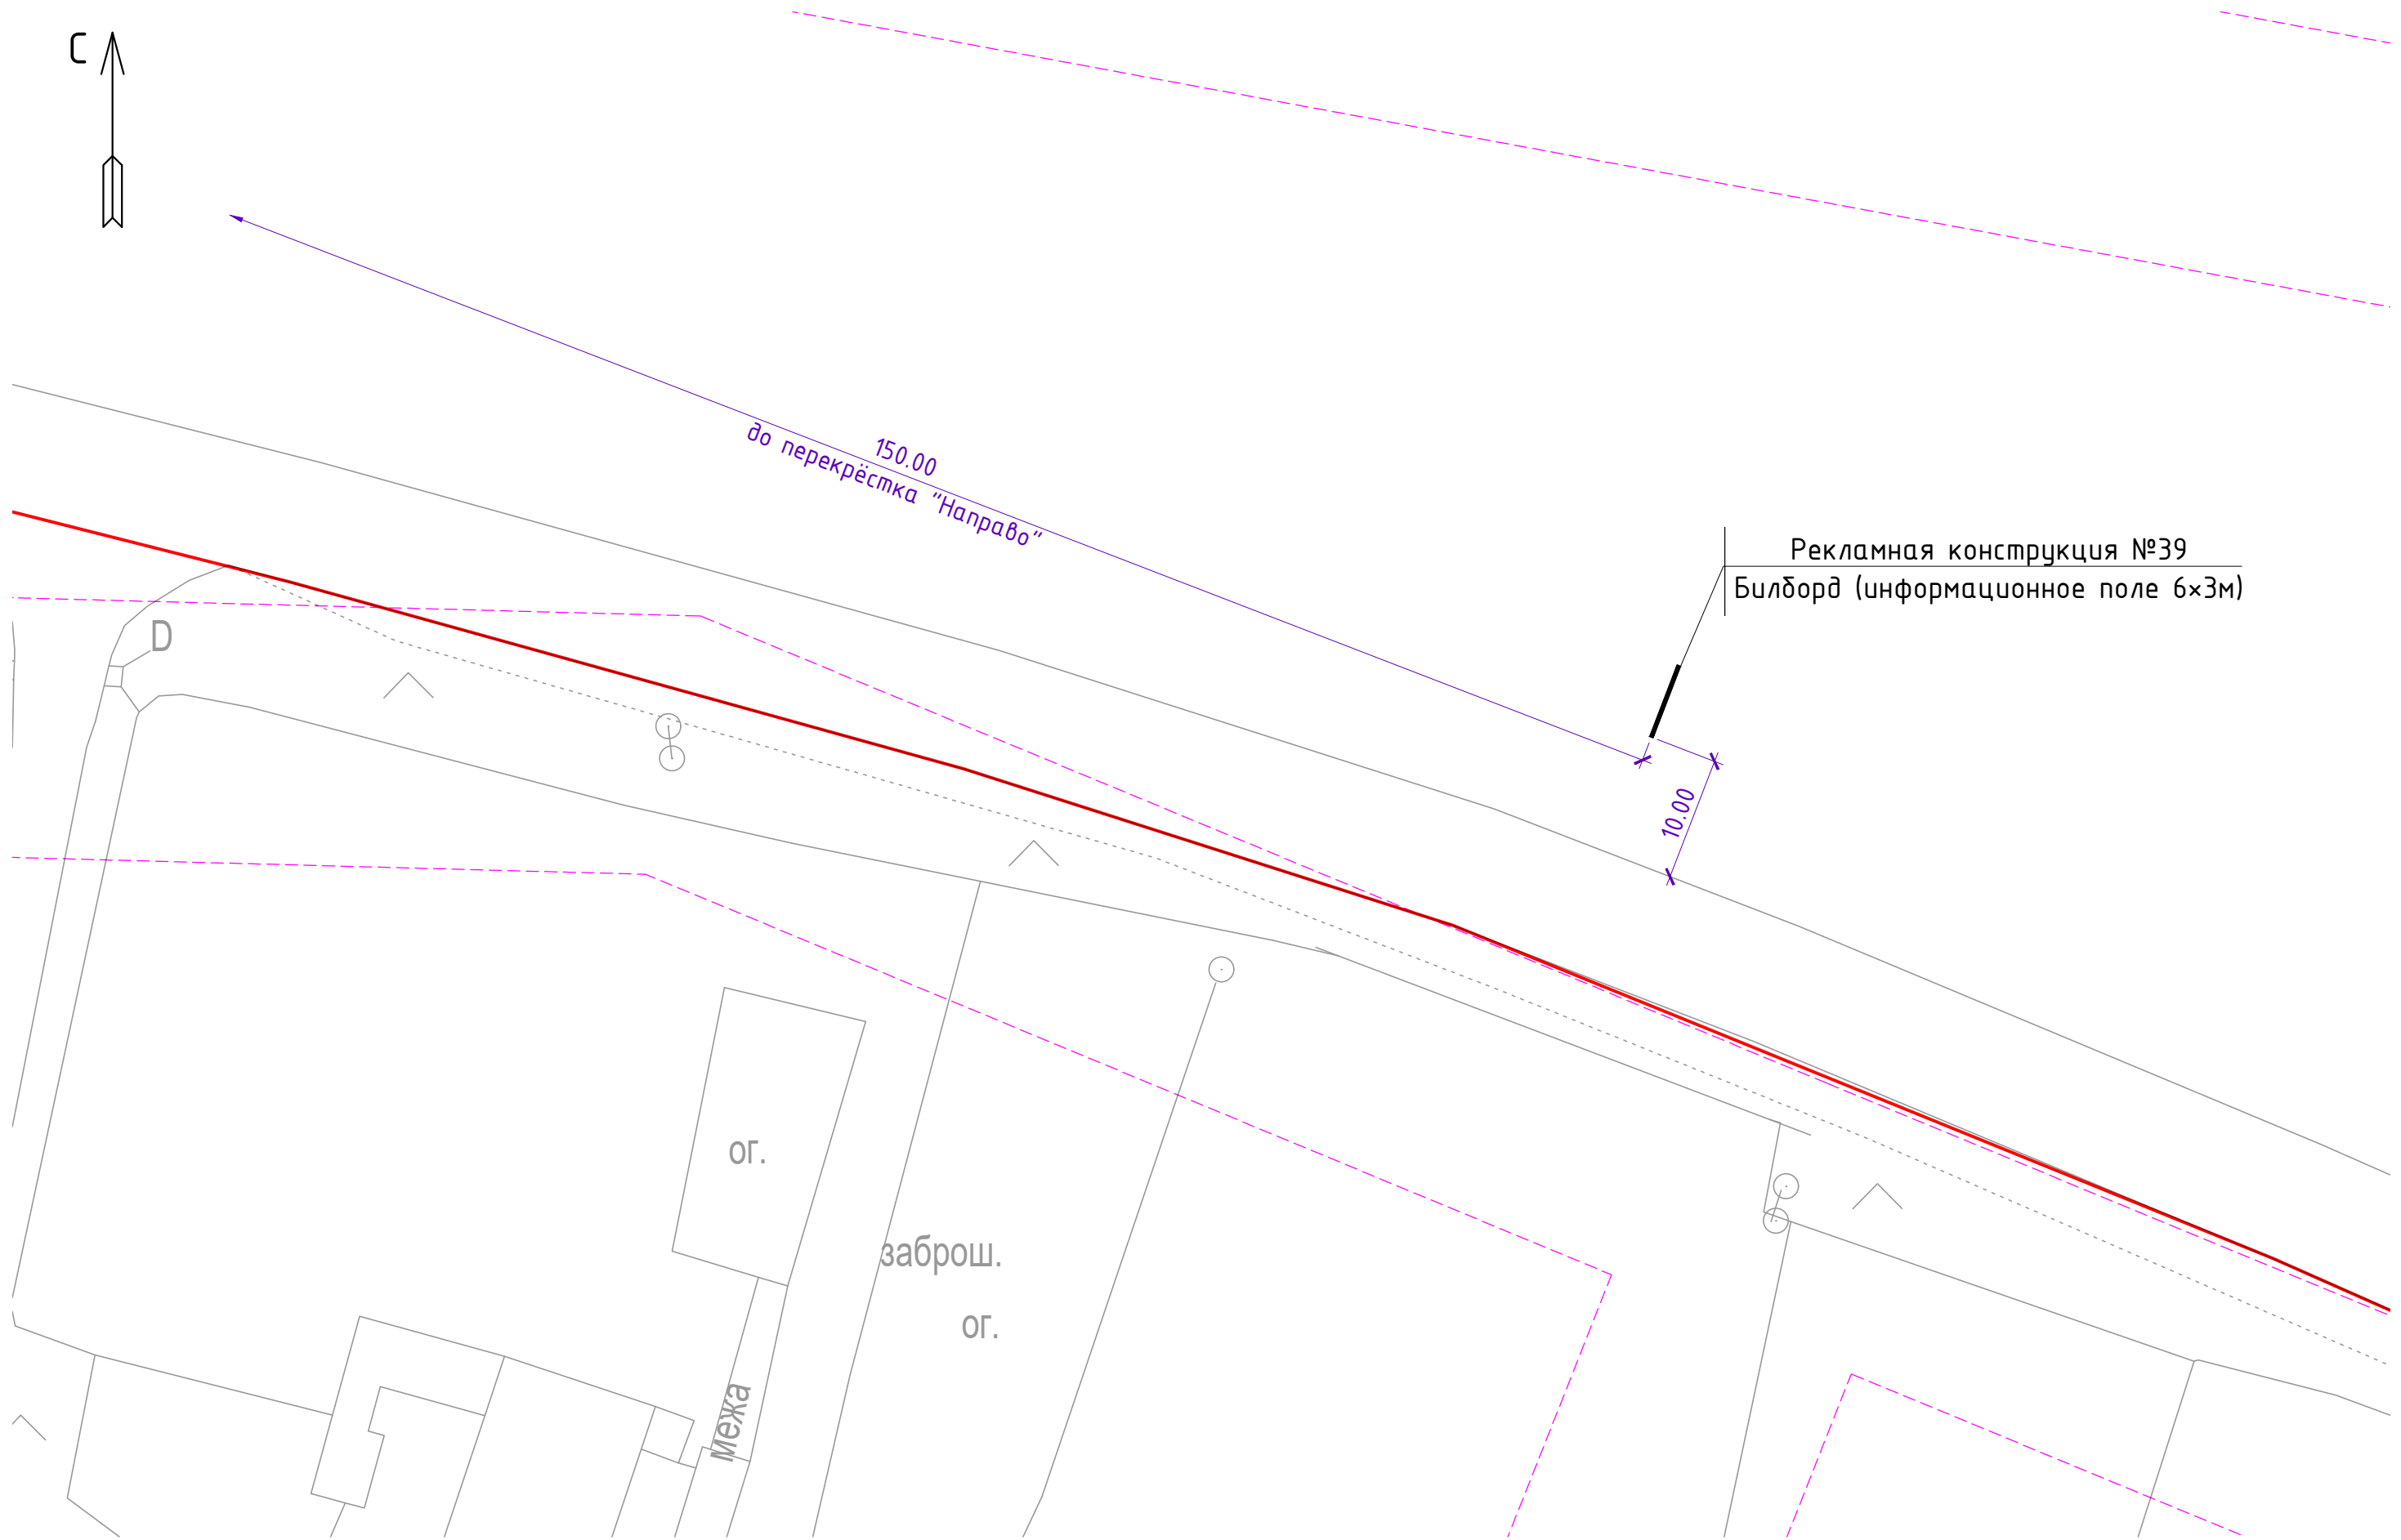 С
150.00
до перекрёстка "Направо"
Рекламная конструкция №39
Билборд (информационное поле 6×3м)
10.00
D
ог.
заброш.
ог.
межа